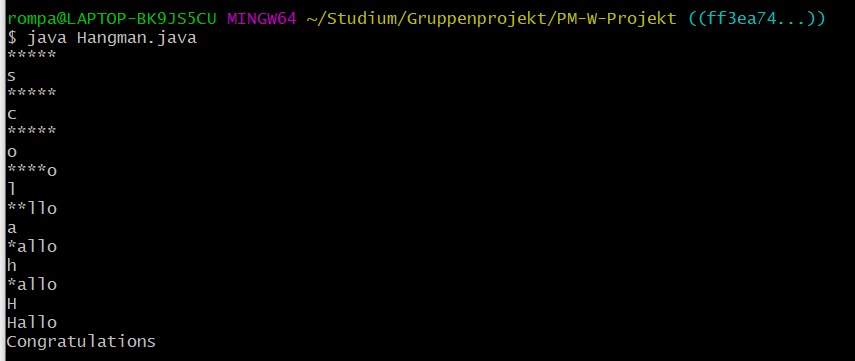 rompa@LAPTOP-BK9JS5CU MINGW64 ~/Studium/Gruppenprojekt/PM-W-Projekt ((ff3ea74...))
$ java Hangman.java
*****
s
*****
c
*****
o
****o
l
**llo
a
*allo
h
*allo
H
Hallo
Congratulations